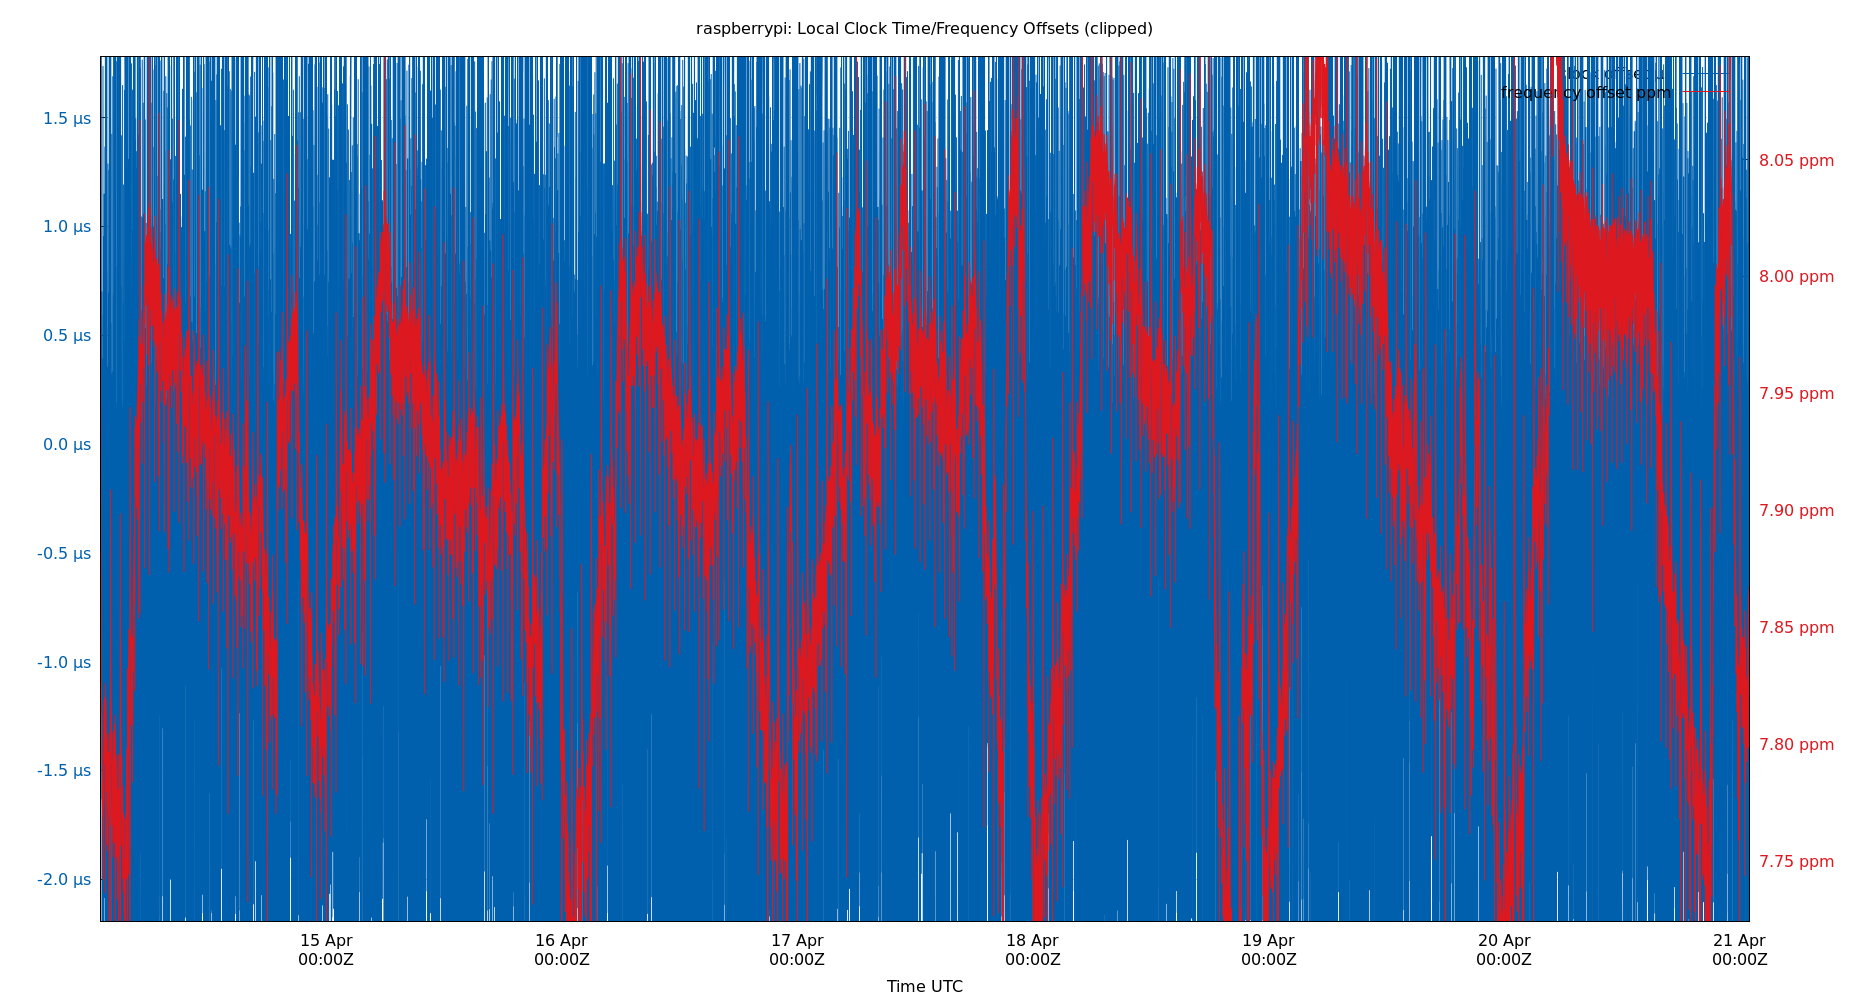 raspberrypi: Local Clock Time/Frequency Offsets (clipped)
frequency offset ppm
1.5 µs
1.0 µs
0.5 µs
0.0 µs
-0.5 µs
-1.0 µs
-1.5 µs
-2.0 µs
8.05 ppm
8.00 ppm
7.95 ppm
7.90 ppm
7.85 ppm
7.80 ppm
7.75 ppm
15 Apr
00:00Z
16 Apr
00:00Z
17 Apr
00:00Z
18 Apr
00:00Z
19 Apr
00:00Z
20 Apr
00:00Z
21 Apr
00:00Z
Time UTC